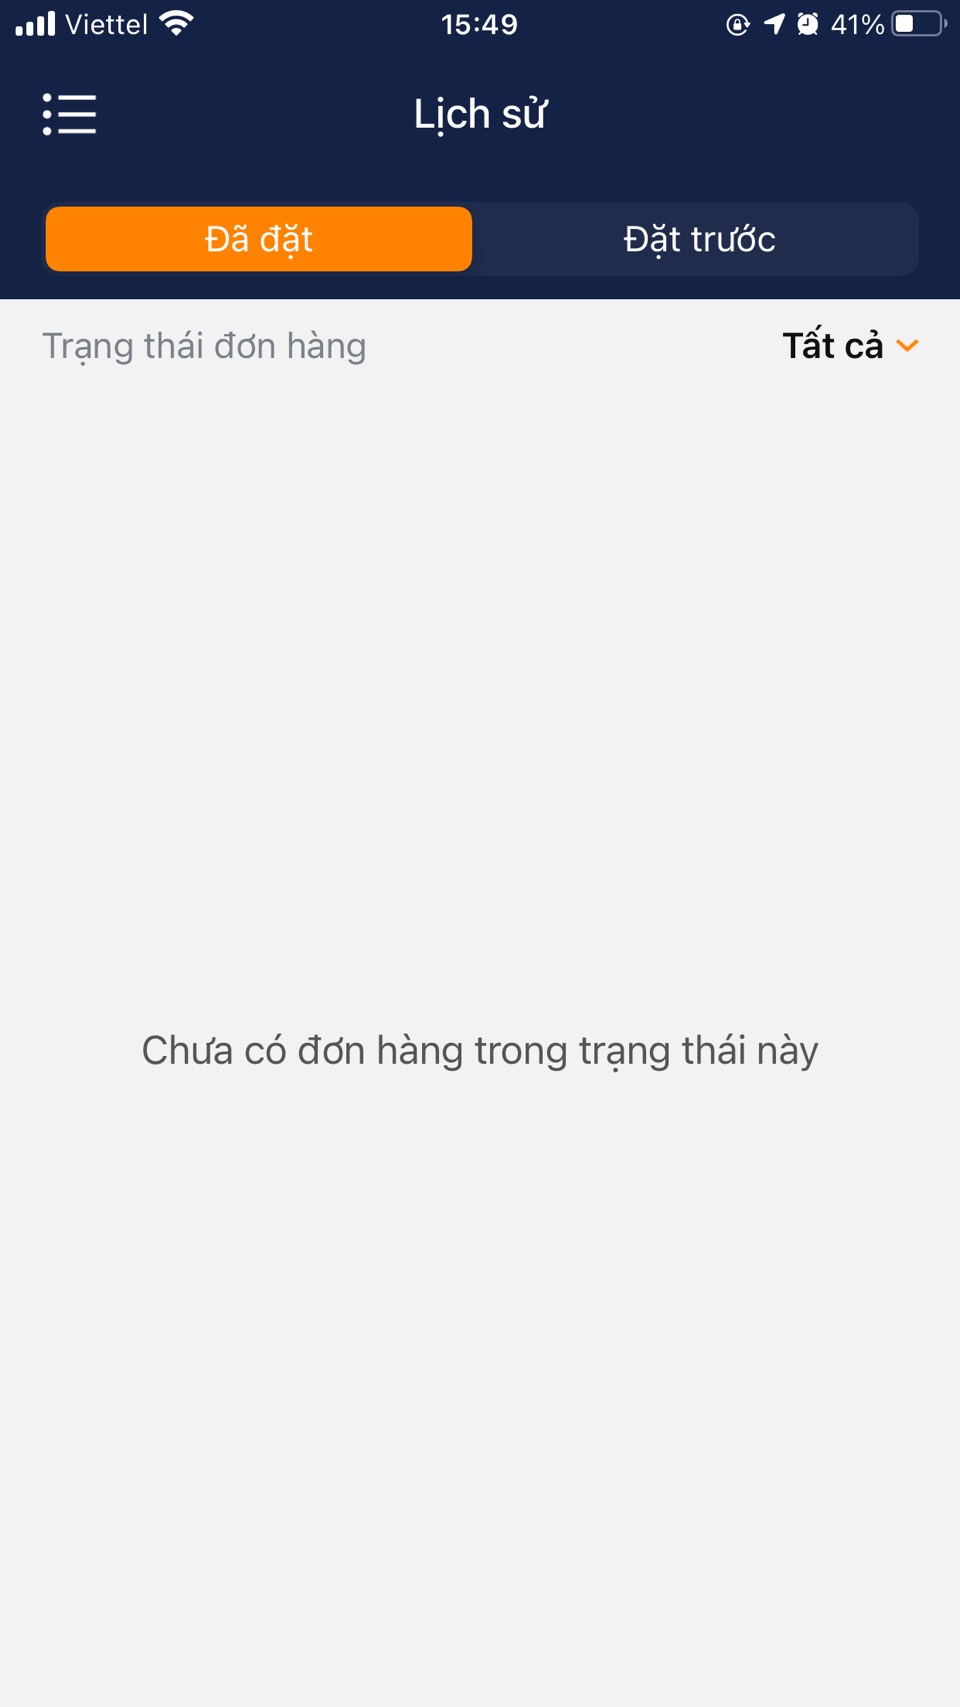 Viettel 15:49 41%
Lịch sử
Đã đặt Đặt trước
Trạng thái đơn hàng Tất cả
Chưa có đơn hàng trong trạng thái này